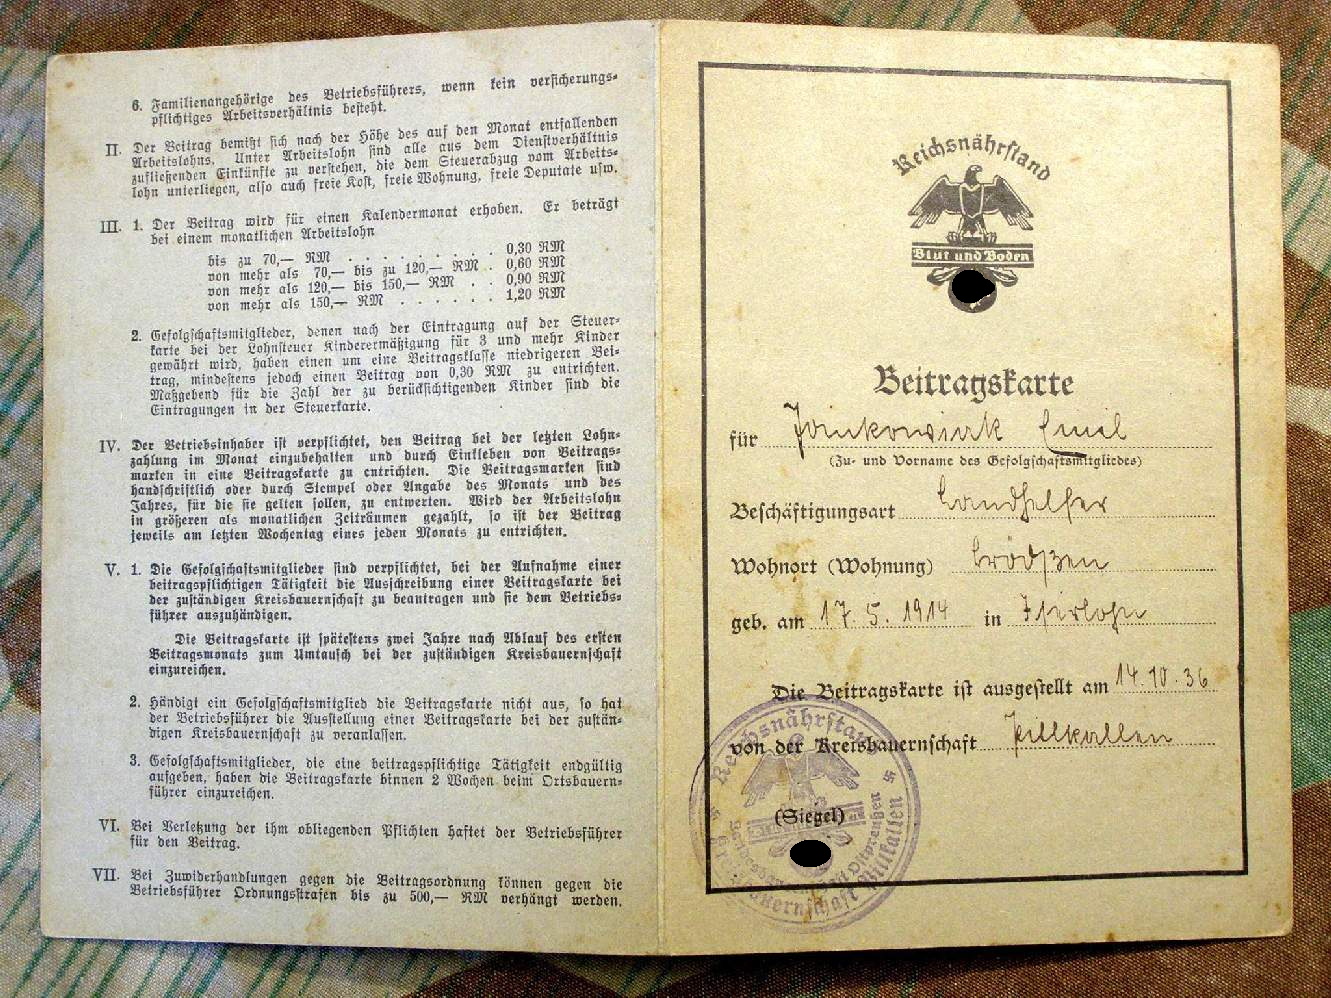 6. Familienangehörige des Betriebsführers, wenn kein versicherungs-
pflichtiges Arbeitsverhältnis besteht.
II. Der Beitrag bemißt sich nach der Höhe des auf den Monat entfallenden
Arbeitslohns. Unter Arbeitslohn sind alle aus dem Dienstverhältnis
zufließenden Einkünfte zu verstehen, die dem Steuerabzug vom Arbeits-
lohn unterliegen, also auch freie Kost, freie Wohnung, freie Deputate usw.
III. 1. Der Beitrag wird für einen Kalendermonat erhoben. Er beträgt
bei einem monatlichen Arbeitslohn
bis zu 70,— RM . . . . . . . . . 0,30 RM
von mehr als 70,— bis zu 120,— RM . 0,60 RM
von mehr als 120,— bis 150,— RM . . 0,90 RM
von mehr als 150,— RM . . . . . . 1,20 RM
2. Gefolgschaftsmitglieder, denen nach der Eintragung auf der Steuer-
karte bei der Lohnsteuer Kinderermäßigung für 3 und mehr Kinder
gewährt wird, haben einen um eine Beitragsklasse niedrigeren Bei-
trag, mindestens jedoch einen Beitrag von 0,30 RM zu entrichten.
Maßgebend für die Zahl der zu berücksichtigenden Kinder sind die
Eintragungen in der Steuerkarte.
IV. Der Betriebsinhaber ist verpflichtet, den Beitrag bei der letzten Lohn-
zahlung im Monat einzubehalten und durch Einkleben von Beitrags-
marken in eine Beitragskarte zu entrichten. Die Beitragsmarken sind
handschriftlich oder durch Stempel oder Angabe des Monats und des
Jahres, für die sie gelten sollen, zu entwerten. Wird der Arbeitslohn
in größeren als monatlichen Zeiträumen gezahlt, so ist der Beitrag
jeweils am letzten Wochentag eines jeden Monats zu entrichten.
V. 1. Die Gefolgschaftsmitglieder sind verpflichtet, bei der Aufnahme einer
beitragspflichtigen Tätigkeit die Ausschreibung einer Beitragskarte bei
der zuständigen Kreisbauernschaft zu beantragen und sie dem Betriebs-
führer auszuhändigen.
Die Beitragskarte ist spätestens zwei Jahre nach Ablauf des ersten
Beitragsmonats zum Umtausch bei der zuständigen Kreisbauernschaft
einzureichen.
2. Händigt ein Gefolgschaftsmitglied die Beitragskarte nicht aus, so hat
der Betriebsführer die Ausstellung einer Beitragskarte bei der zustän-
digen Kreisbauernschaft zu veranlassen.
3. Gefolgschaftsmitglieder, die eine beitragspflichtige Tätigkeit endgültig
aufgeben, haben die Beitragskarte binnen 2 Wochen beim Ortsbauern-
führer einzureichen.
VI. Bei Verletzung der ihm obliegenden Pflichten haftet der Betriebsführer
für den Beitrag.
VII. Bei Zuwiderhandlungen gegen die Beitragsordnung können gegen die
Betriebsführer Ordnungsstrafen bis zu 500,— RM verhängt werden.
Reichsnährstand
Blut und Boden
Beitragskarte
für Jankowiak Emil
(Zu- und Vorname des Gefolgschaftsmitgliedes)
Beschäftigungsart Landhelfer
Wohnort (Wohnung)
geb. am 17. 5. 1914 in Iserlohn
Die Beitragskarte ist ausgestellt am 14.10.36
von der Kreisbauernschaft Pillkallen
(Siegel)
Reichsnährstand
Ostpreußen
Pillkallen